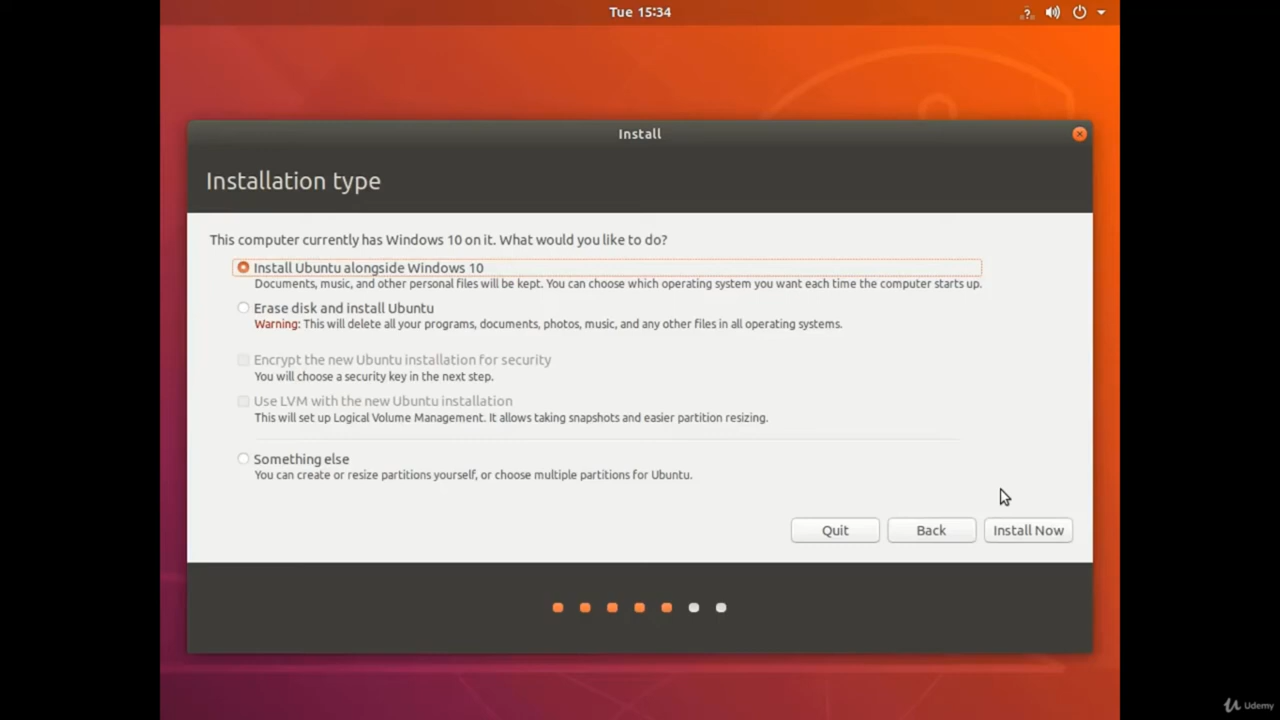 Tue 15:34
Install
Installation type
This computer currently has Windows 10 on it. What would you like to do?
Install Ubuntu alongside Windows 10
Documents, music, and other personal files will be kept. You can choose which operating system you want each time the computer starts up.
Erase disk and install Ubuntu
Warning: This will delete all your programs, documents, photos, music, and any other files in all operating systems.
Encrypt the new Ubuntu installation for security
You will choose a security key in the next step.
Use LVM with the new Ubuntu installation
This will set up Logical Volume Management. It allows taking snapshots and easier partition resizing.
Something else
You can create or resize partitions yourself, or choose multiple partitions for Ubuntu.
Quit Back Install Now
Udemy